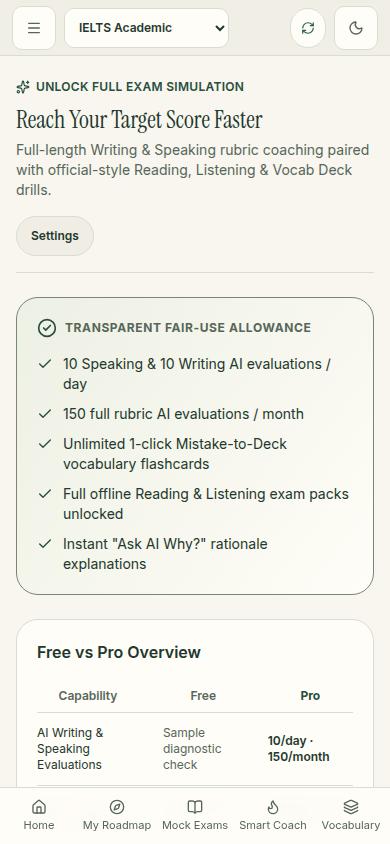 IELTS Academic
UNLOCK FULL EXAM SIMULATION
Reach Your Target Score Faster
Full-length Writing & Speaking rubric coaching paired
with official-style Reading, Listening & Vocab Deck
drills.
Settings
TRANSPARENT FAIR-USE ALLOWANCE
10 Speaking & 10 Writing AI evaluations /
day
150 full rubric AI evaluations / month
Unlimited 1-click Mistake-to-Deck
vocabulary flashcards
Full offline Reading & Listening exam packs
unlocked
Instant "Ask AI Why?" rationale
explanations
Free vs Pro Overview
Capability Free Pro
AI Writing &
Speaking
Evaluations
Sample
diagnostic
check
10/day ·
150/month
Home My Roadmap Mock Exams Smart Coach Vocabulary